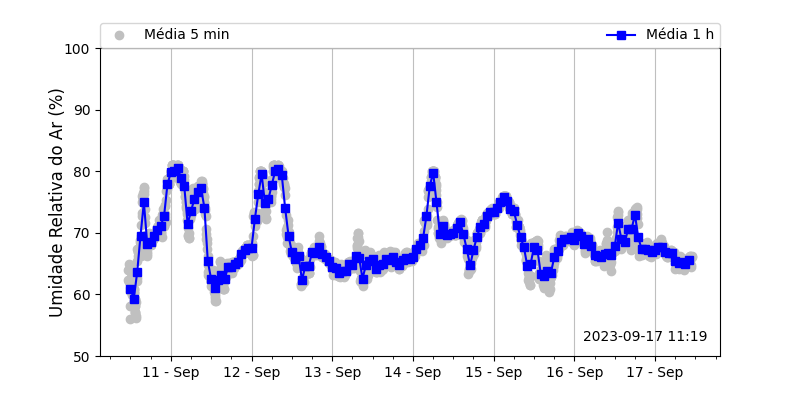 Média 5 min Média 1 h
Umidade Relativa do Ar (%)
100
90
80
70
60
50
2023-09-17 11:19
11 - Sep 12 - Sep 13 - Sep 14 - Sep 15 - Sep 16 - Sep 17 - Sep